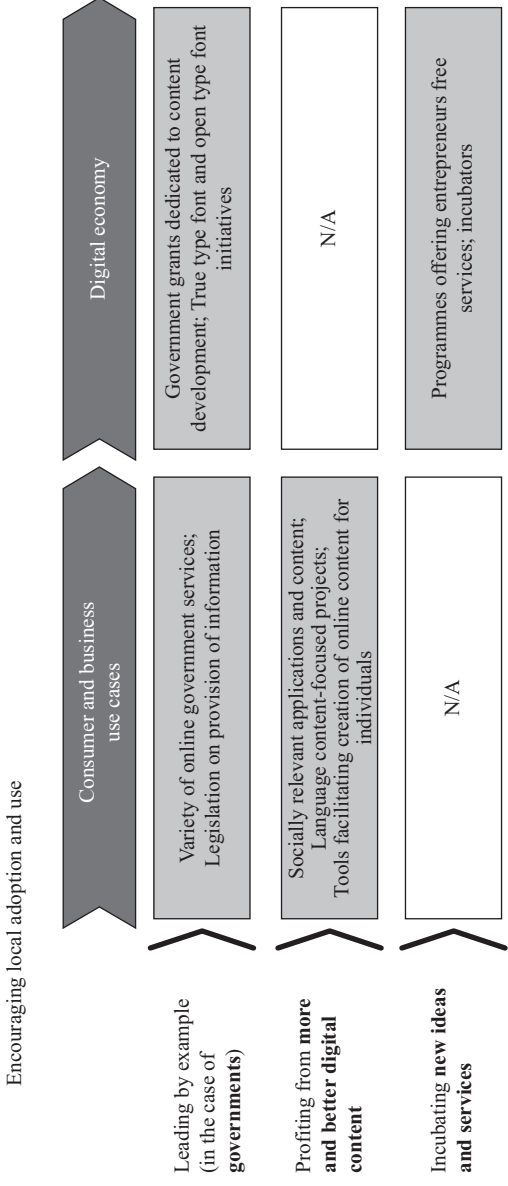 Encouraging local adoption and use
Consumer and business
use cases
Digital economy
Leading by example
(in the case of
governments)
Variety of online government services;
Legislation on provision of information
Government grants dedicated to content
development; True type font and open type font
initiatives
Profiting from more
and better digital
content
Socially relevant applications and content;
Language content-focused projects;
Tools facilitating creation of online content for
individuals
N/A
Incubating new ideas
and services
N/A
Programmes offering entrepreneurs free
services; incubators